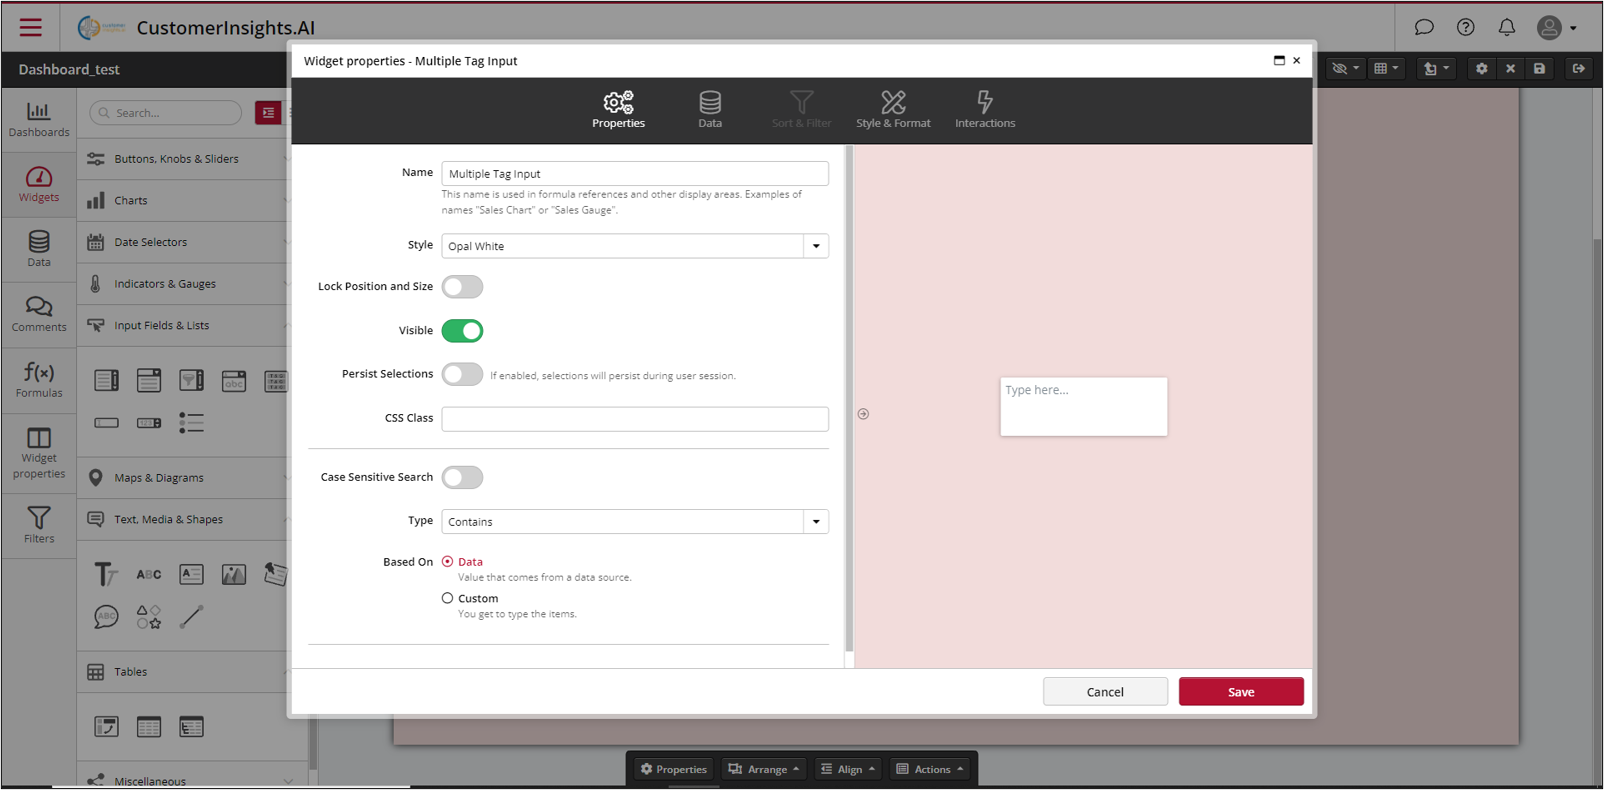 CustomerInsights.AI
Dashboard_test
Dashboards
Widgets
Data
Comments
f(x)
Formulas
Widget
properties
Filters
Search...
Buttons, Knobs & Sliders
Charts
Date Selectors
Indicators & Gauges
Input Fields & Lists
Maps & Diagrams
Text, Media & Shapes
ABC
Tables
Miscellaneous
Widget properties - Multiple Tag Input
Properties
Data
Sort & Filter
Style & Format
Interactions
Name
Multiple Tag Input
This name is used in formula references and other display areas. Examples of
names "Sales Chart" or "Sales Gauge".
Style
Opal White
Lock Position and Size
Visible
Persist Selections
If enabled, selections will persist during user session.
CSS Class
Case Sensitive Search
Type
Contains
Based On
Data
Value that comes from a data source.
Custom
You get to type the items.
Type here...
Cancel
Save
Properties
Arrange
Align
Actions